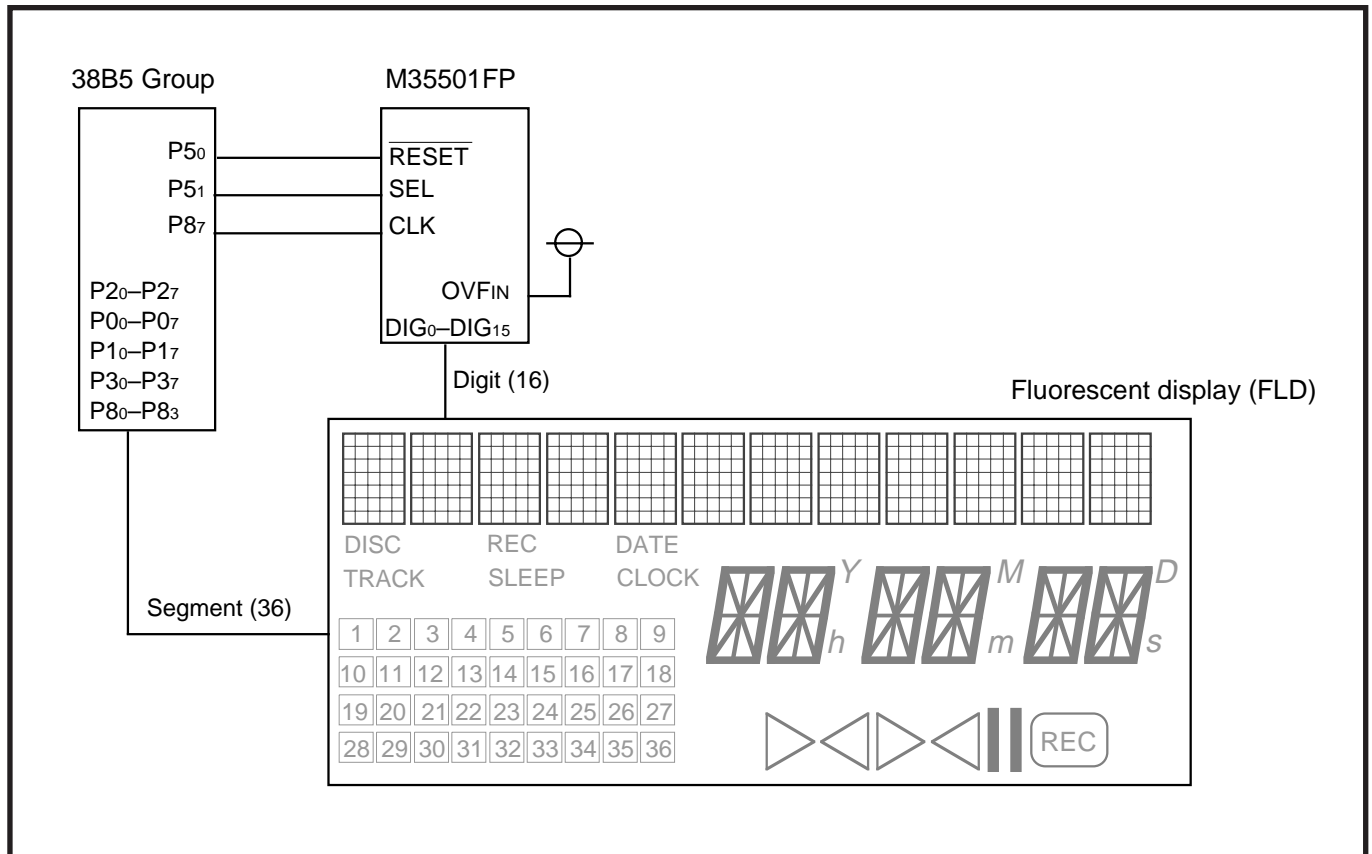 38B5 Group
M35501FP
P50
RESET
P51
SEL
P87
CLK
OVFIN
P20–P27
P00–P07
P10–P17
P30–P37
P80–P83
DIG0–DIG15
Digit (16)
Fluorescent display (FLD)
Segment (36)
DISC REC DATE
TRACK SLEEP CLOCK
Y M D
h m s
1 2 3 4 5 6 7 8 9
10 11 12 13 14 15 16 17 18
19 20 21 22 23 24 25 26 27
28 29 30 31 32 33 34 35 36
REC